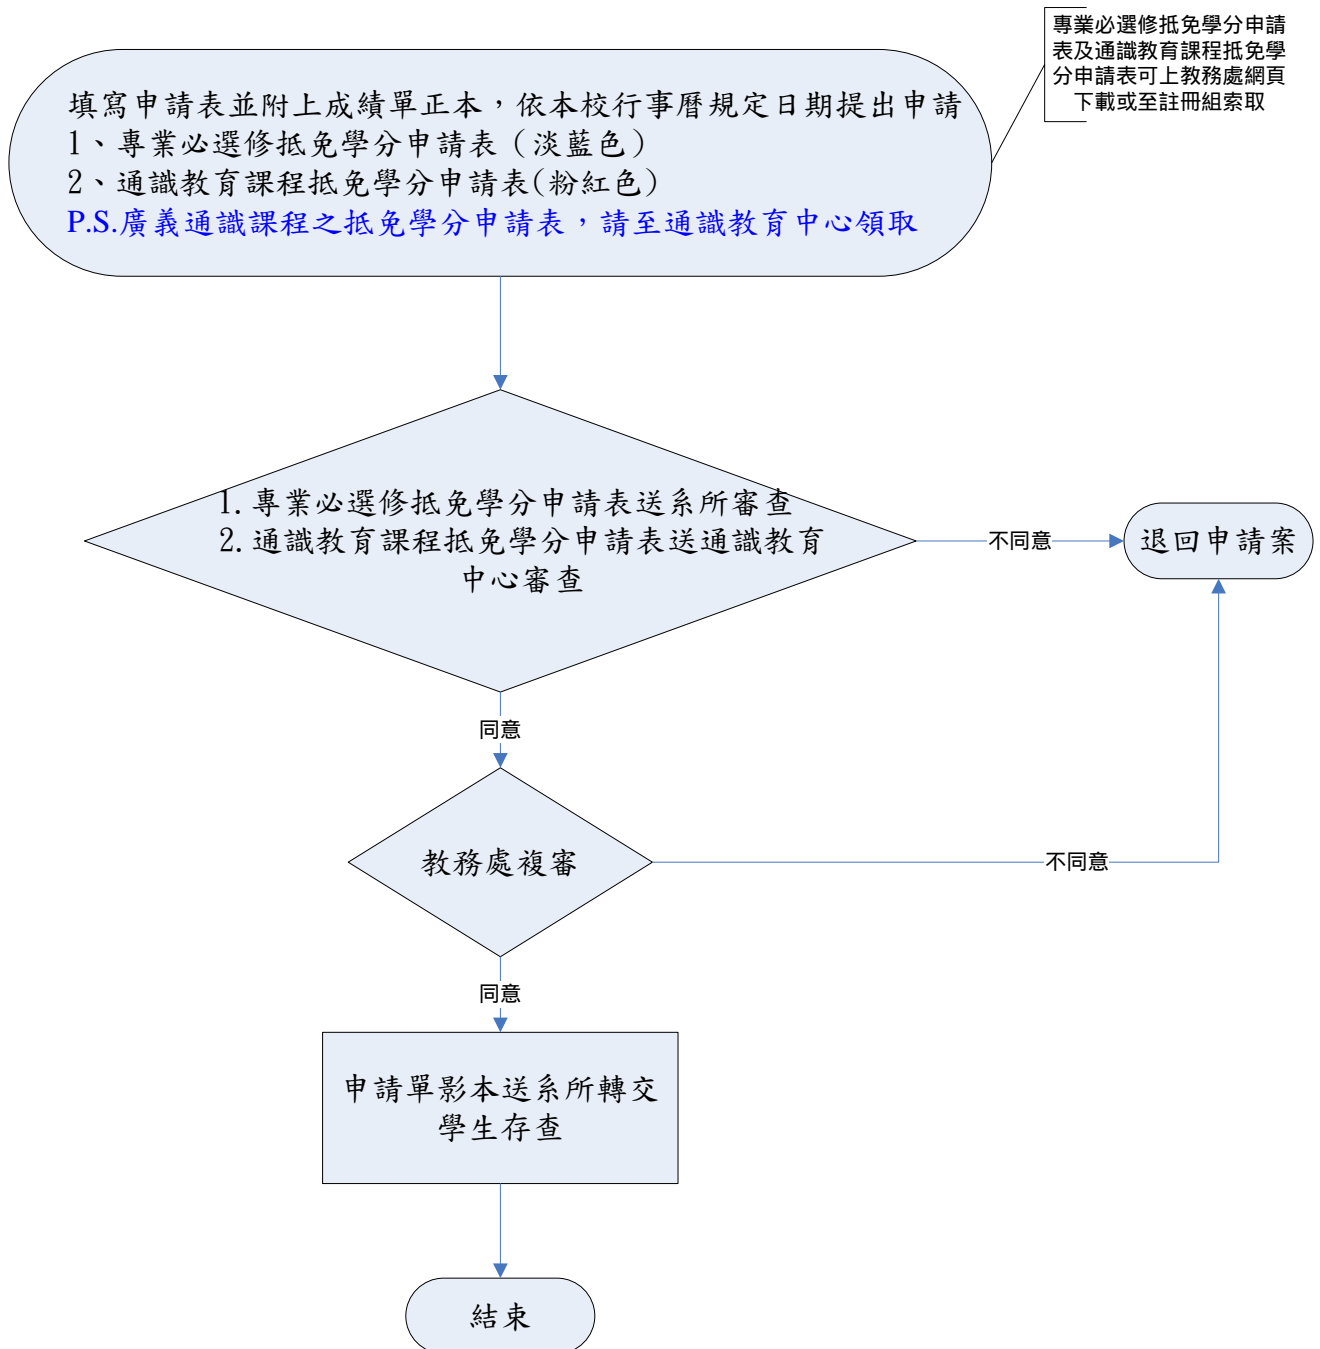 專業必選修抵免學分申請
表及通識教育課程抵免學
分申請表可上教務處網頁
下載或至註冊組索取
填寫申請表並附上成績單正本，依本校行事曆規定日期提出申請
1、專業必選修抵免學分申請表（淡藍色）
2、通識教育課程抵免學分申請表(粉紅色)
P.S.廣義通識課程之抵免學分申請表，請至通識教育中心領取
1.專業必選修抵免學分申請表送系所審查
2.通識教育課程抵免學分申請表送通識教育
中心審查
不同意
退回申請案
同意
教務處複審
不同意
同意
申請單影本送系所轉交
學生存查
結束